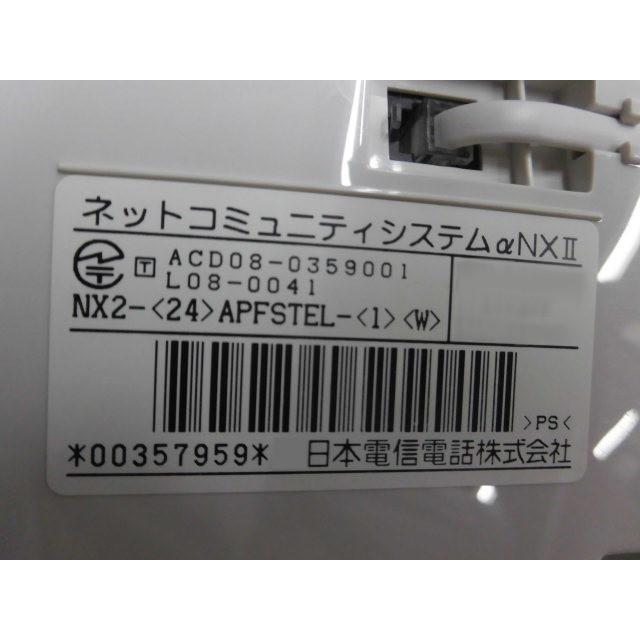 ネットコミュニティシステムαNXⅡ
T ACD08-0359001
L08-0041
NX2-<24>APFSTEL-<1><W>
>PS<
*00357959* 日本電信電話株式会社